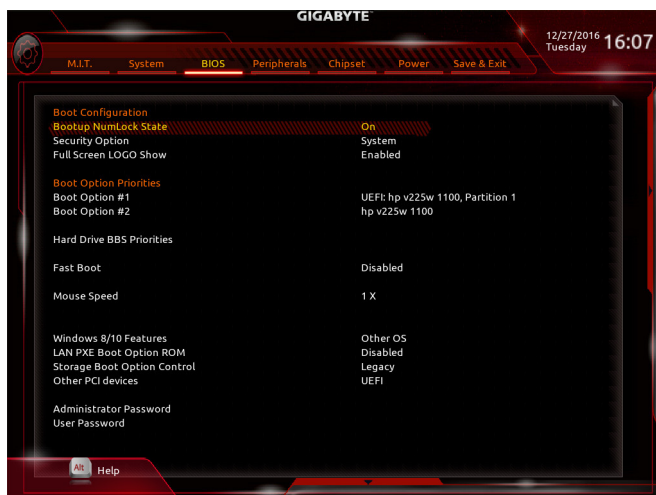 GIGABYTE
12/27/2016 16:07
Tuesday
M.I.T. System BIOS Peripherals Chipset Power Save & Exit
Boot Configuration
Bootup NumLock State On
Security Option System
Full Screen LOGO Show Enabled
Boot Option Priorities
Boot Option #1 UEFI: hp v225w 1100, Partition 1
Boot Option #2 hp v225w 1100
Hard Drive BBS Priorities
Fast Boot Disabled
Mouse Speed 1 X
Windows 8/10 Features Other OS
LAN PXE Boot Option ROM Disabled
Storage Boot Option Control Legacy
Other PCI devices UEFI
Administrator Password
User Password
Alt Help